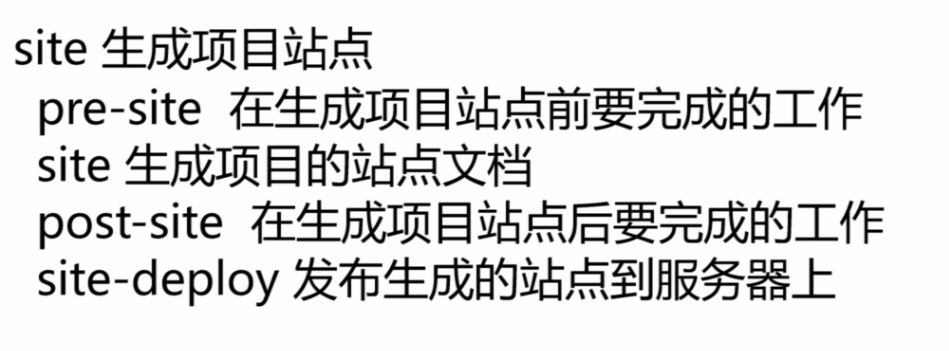 site 生成项目站点
pre-site 在生成项目站点前要完成的工作
site 生成项目的站点文档
post-site 在生成项目站点后要完成的工作
site-deploy 发布生成的站点到服务器上